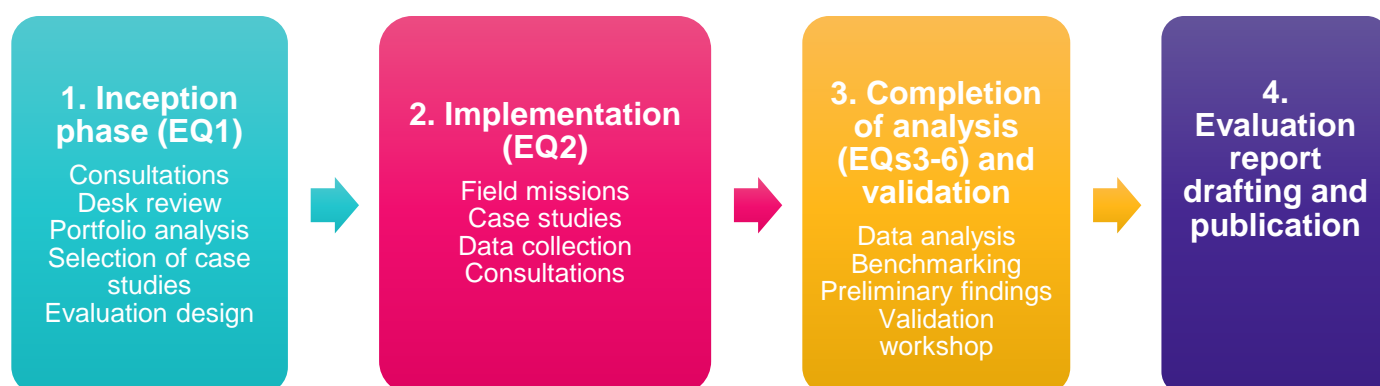 1. Inception
phase (EQ1)
Consultations
Desk review
Portfolio analysis
Selection of case
studies
Evaluation design
2. Implementation
(EQ2)
Field missions
Case studies
Data collection
Consultations
3. Completion
of analysis
(EQs3-6) and
validation
Data analysis
Benchmarking
Preliminary findings
Validation
workshop
4.
Evaluation
report
drafting and
publication